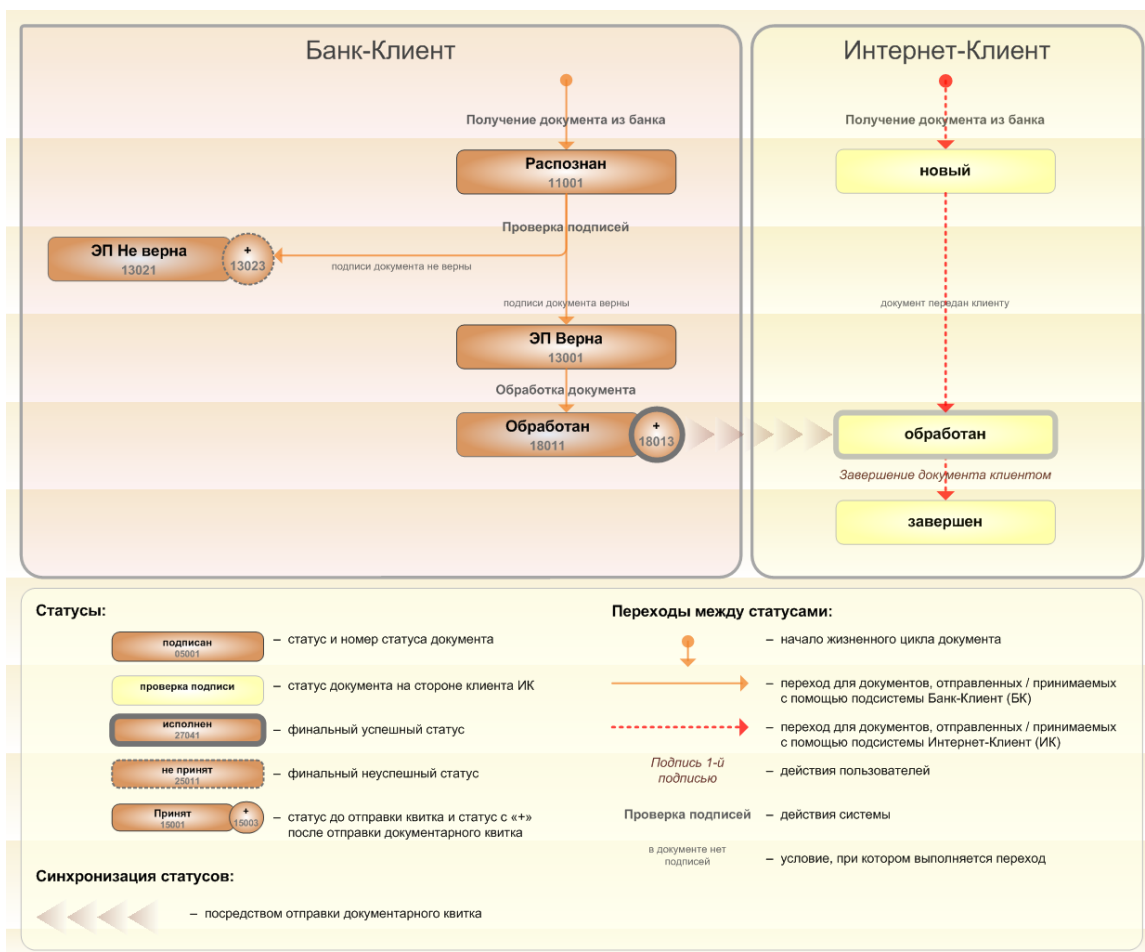 Банк-Клиент
Интернет-Клиент
Получение документа из банка
Получение документа из банка
Распознан
11001
новый
Проверка подписей
ЭП Не верна
13021
+
13023
подписи документа не верны
подписи документа верны
документ передан клиенту
ЭП Верна
13001
Обработка документа
Обработан
18011
+
18013
обработан
Завершение документа клиентом
завершен
Статусы:
подписан
05001
– статус и номер статуса документа
проверка подписи
– статус документа на стороне клиента ИК
исполнен
27041
– финальный успешный статус
не принят
25011
– финальный неуспешный статус
Принят
15001
+
15003
– статус до отправки квитка и статус с «+»
после отправки документарного квитка
Синхронизация статусов:
– посредством отправки документарного квитка
Переходы между статусами:
– начало жизненного цикла документа
– переход для документов, отправленных / принимаемых
с помощью подсистемы Банк-Клиент (БК)
– переход для документов, отправленных / принимаемых
с помощью подсистемы Интернет-Клиент (ИК)
Подпись 1-й
подписью
– действия пользователей
Проверка подписей
– действия системы
в документе нет
подписей
– условие, при котором выполняется переход